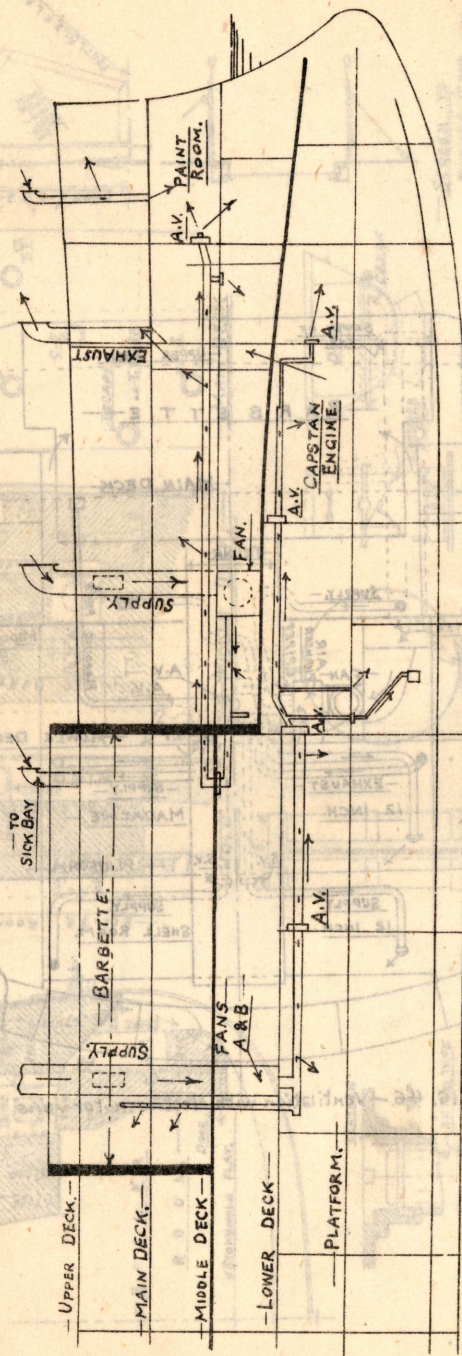 PAINT
ROOM.
A.V.
EXHAUST
A.V.
CAPSTAN
ENGINE.
A.V.
SUPPLY.
FAN.
A.V.
TO
SICK BAY
BARBETTE.
A.V.
SUPPLY.
FANS
A & B
UPPER DECK.
MAIN DECK.
MIDDLE DECK
LOWER DECK
PLATFORM.